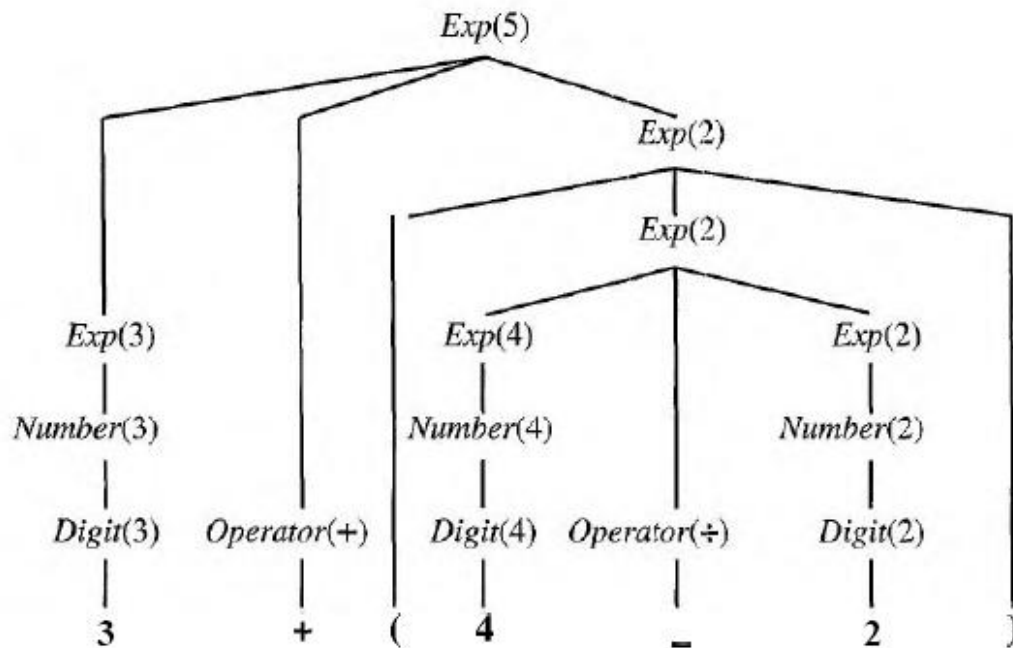 Exp(5)
Exp(2)
Exp(2)
Exp(3) Exp(4) Exp(2)
Number(3) Number(4) Number(2)
Digit(3) Operator(+) Digit(4) Operator(÷) Digit(2)
3 + ( 4 _ 2 )